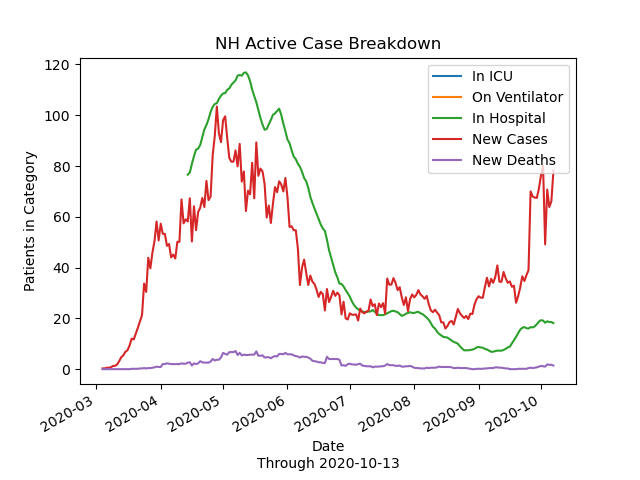 NH Active Case Breakdown
In ICU
On Ventilator
In Hospital
New Cases
New Deaths
Patients in Category
120
100
80
60
40
20
0
2020-03
2020-04
2020-05
2020-06
2020-07
2020-08
2020-09
2020-10
Date
Through 2020-10-13